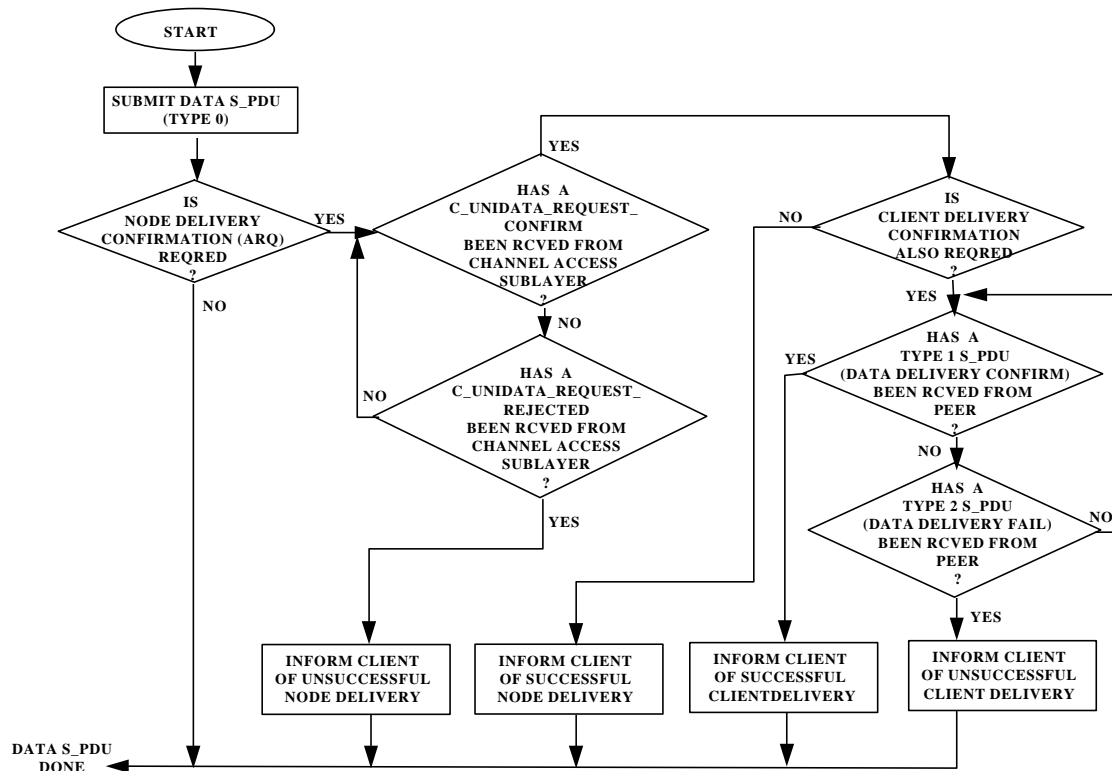 START
SUBMIT DATA S_PDU
(TYPE 0)
IS
NODE DELIVERY
CONFIRMATION (ARQ)
REQRED
?
YES
NO
YES
HAS A
C_UNIDATA_REQUEST_
CONFIRM
BEEN RCVED FROM
CHANNEL ACCESS
SUBLAYER
?
NO
HAS A
C_UNIDATA_REQUEST_
REJECTED
BEEN RCVED FROM
CHANNEL ACCESS
SUBLAYER
?
NO
YES
IS
CLIENT DELIVERY
CONFIRMATION
ALSO REQRED
?
NO
YES
HAS A
TYPE 1 S_PDU
(DATA DELIVERY CONFIRM)
BEEN RCVED FROM
PEER
?
YES
NO
HAS A
TYPE 2 S_PDU
(DATA DELIVERY FAIL)
BEEN RCVED FROM
PEER
?
NO
YES
INFORM CLIENT
OF UNSUCCESSFUL
NODE DELIVERY
INFORM CLIENT
OF SUCCESSFUL
NODE DELIVERY
INFORM CLIENT
OF SUCCESSFUL
CLIENTDELIVERY
INFORM CLIENT
OF UNSUCCESSFUL
CLIENT DELIVERY
DATA S_PDU
DONE